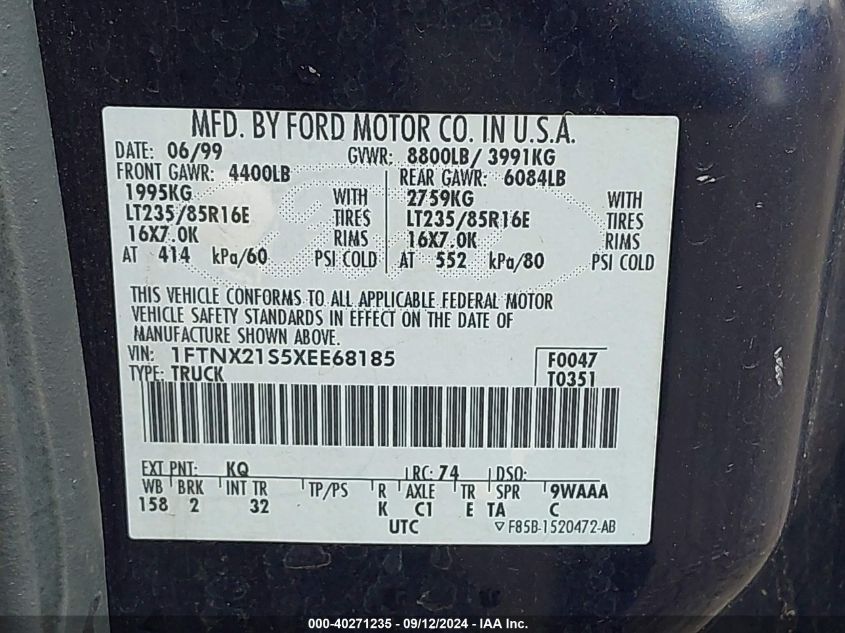 MFD. BY FORD MOTOR CO. IN U.S.A.
DATE: 06/99 GVWR: 8800LB/ 3991KG
FRONT GAWR: 4400LB REAR GAWR: 6084LB
1995KG WITH 2759KG WITH
LT235/85R16E TIRES LT235/85R16E TIRES
16X7.0K RIMS 16X7.0K RIMS
AT 414 kPa/60 PSI COLD AT 552 kPa/80 PSI COLD
THIS VEHICLE CONFORMS TO ALL APPLICABLE FEDERAL MOTOR
VEHICLE SAFETY STANDARDS IN EFFECT ON THE DATE OF
MANUFACTURE SHOWN ABOVE.
VIN: 1FTNX21S5XEE68185 F0047
TYPE: TRUCK T0351
EXT PNT: KQ RC: 74 DSO:
WB BRK INT TR TP/PS R AXLE TR SPR 9WAAA
158 2 32 K C1 E TA C
UTC ▽ F85B-1520472-AB
000-40271235 - 09/12/2024 - IAA Inc.